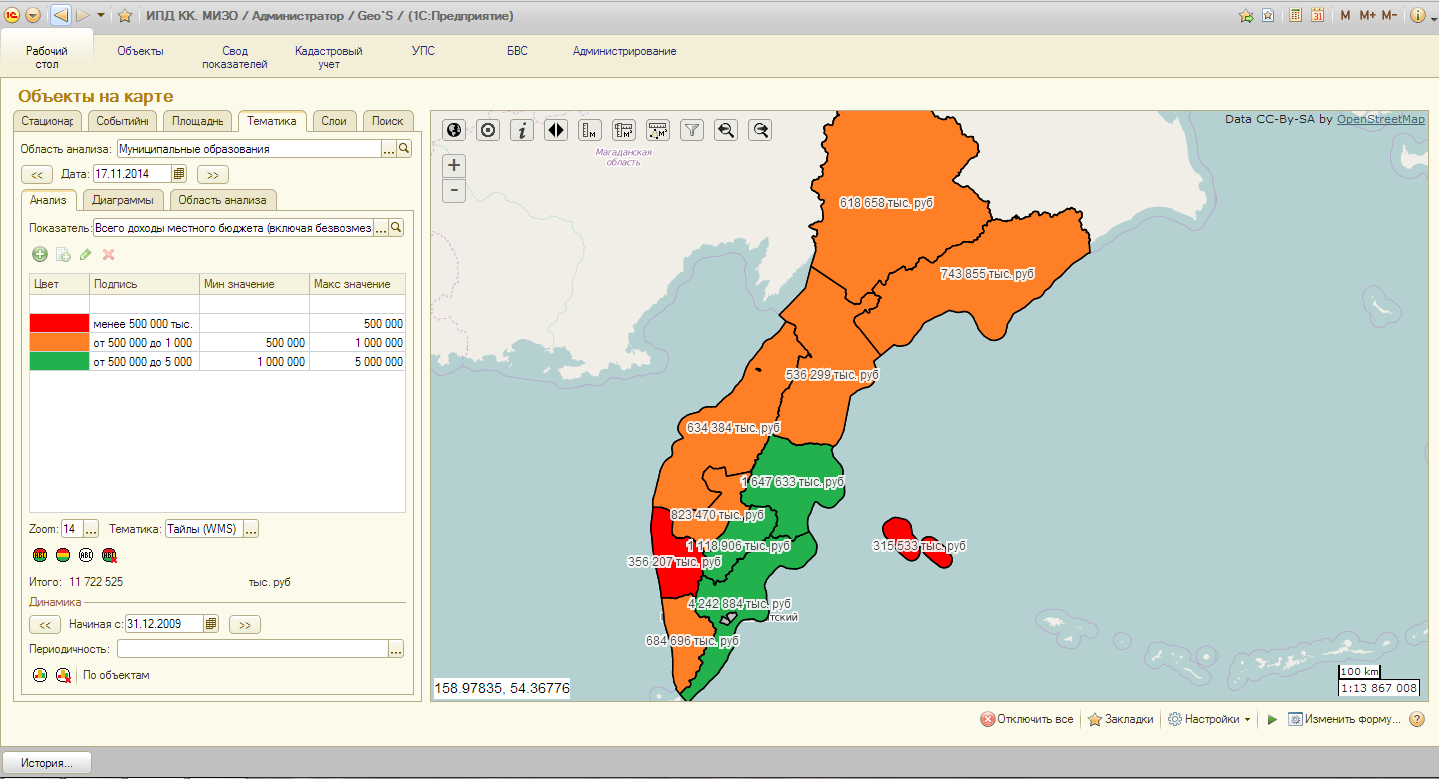 ИПД КК. МИЗО / Администратор / Geo`S / (1С:Предприятие)
M M+ M-
Рабочий стол
Объекты
Свод показателей
Кадастровый учет
УПС
БВС
Администрирование
Объекты на карте
Стационар
Событийн
Площадны
Тематика
Слои
Поиск
Область анализа: Муниципальные образования ...
<< Дата: 17.11.2014 >>
Анализ
Диаграммы
Область анализа
Показатель: Всего доходы местного бюджета (включая безвозмез ...
Цвет Подпись Мин значение Макс значение
менее 500 000 тыс. 500 000
от 500 000 до 1 000 500 000 1 000 000
от 500 000 до 5 000 1 000 000 5 000 000
Zoom: 14 ... Тематика: Тайлы (WMS) ...
Итого: 11 722 525 тыс. руб
Динамика
<< Начиная с: 31.12.2009 >>
Периодичность: ...
По объектам
Data CC-By-SA by OpenStreetMap
Магаданская
область
+
-
618 658 тыс. руб
743 855 тыс. руб
536 299 тыс. руб
634 384 тыс. руб
1 647 633 тыс. руб
823 470 тыс. руб
1 118 906 тыс. руб
315 533 тыс. руб
356 207 тыс. руб
4 242 884 тыс. руб
тский
684 696 тыс. руб
158.97835, 54.36776
100 km
1:13 867 008
Отключить все
Закладки
Настройки
Изменить форму...
История...